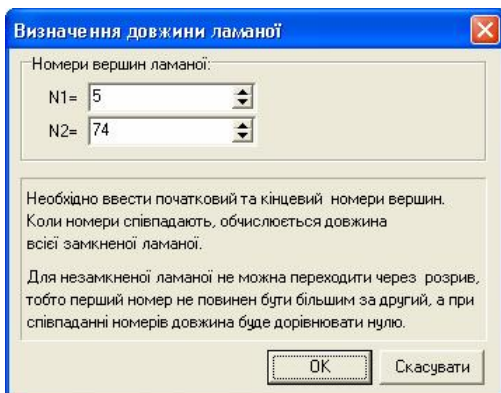 Визначення довжини ламаної
Номери вершин ламаної:
N1= 5
N2= 74
Необхідно ввести початковий та кінцевий номери вершин.
Коли номери співпадають, обчислюється довжина
всієї замкненої ламаної.
Для незамкненої ламаної не можна переходити через розрив,
тобто перший номер не повинен бути більшим за другий, а при
співпаданні номерів довжина буде дорівнювати нулю.
OK Скасувати